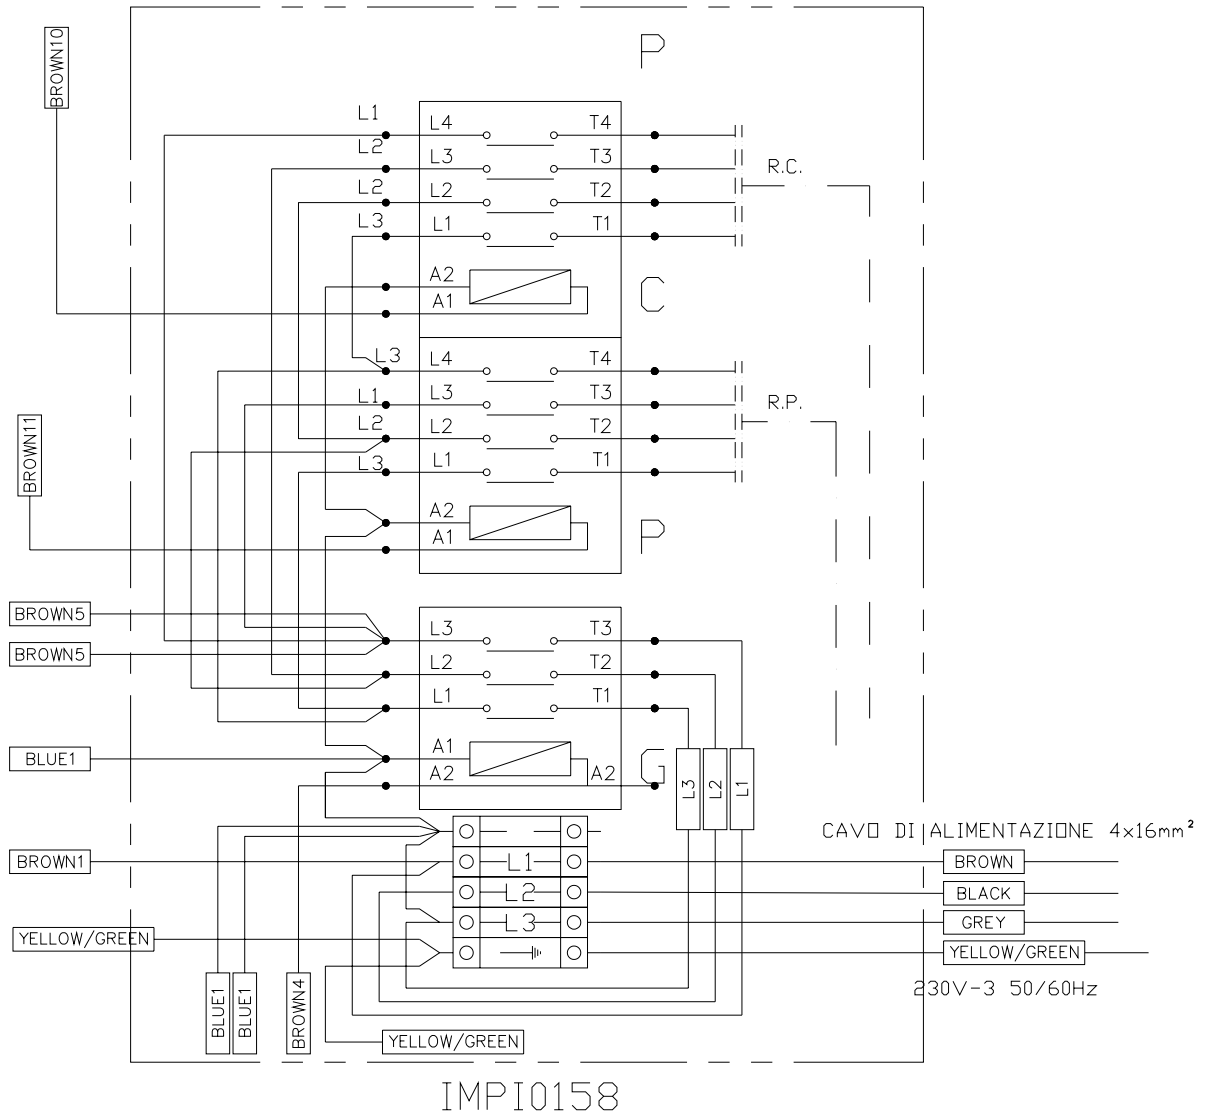 P
BROWN10
L1
L4
T4
L2
L3
T3
R.C.
L2
L2
T2
L3
L1
T1
A2
A1
C
L3
L4
T4
L1
L3
T3
R.P.
L2
L2
T2
BROWN11
L3
L1
T1
A2
A1
P
BROWN5
L3
T3
BROWN5
L2
T2
L1
T1
BLUE1
A1
A2
A2
G
L3
L2
L1
CAVO DI ALIMENTAZIONE 4x16mm²
BROWN1
L1
BROWN
L2
BLACK
L3
GREY
YELLOW/GREEN
YELLOW/GREEN
230V-3 50/60Hz
BLUE1
BLUE1
BROWN4
YELLOW/GREEN
IMPI0158